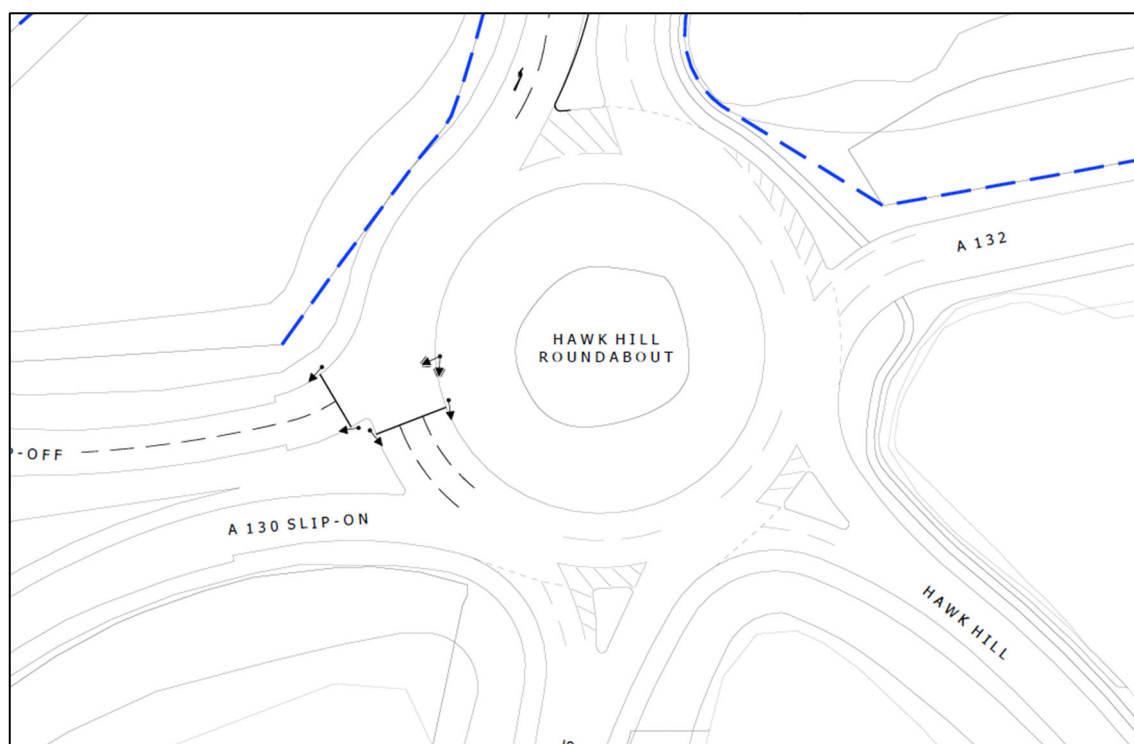 A 132
HAWK HILL
ROUNDABOUT
-OFF
A 130 SLIP-ON
HAWK HILL